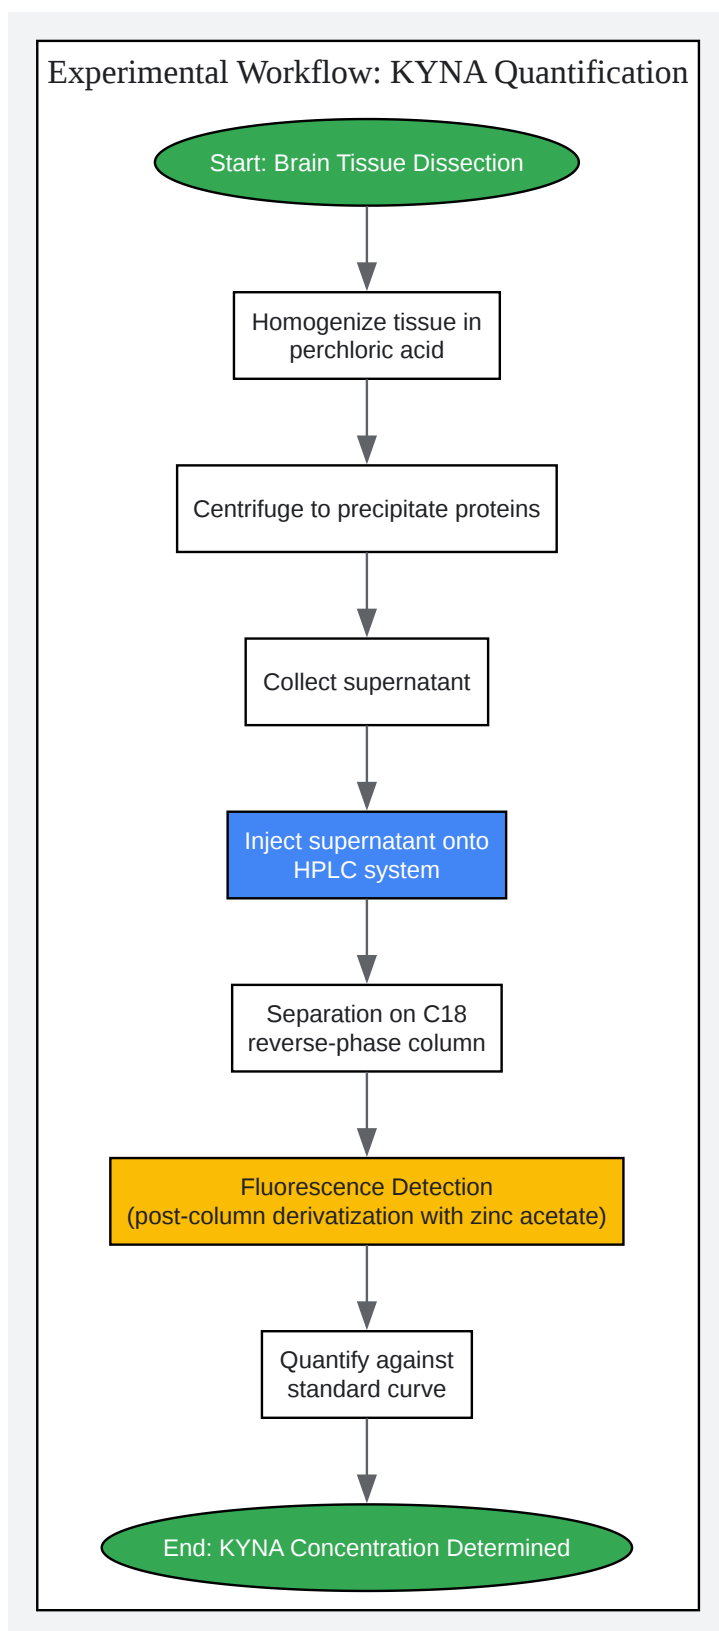 Experimental Workflow: KYNA Quantification
Start: Brain Tissue Dissection
Homogenize tissue in
perchloric acid
Centrifuge to precipitate proteins
Collect supernatant
Inject supernatant onto
HPLC system
Separation on C18
reverse-phase column
Fluorescence Detection
(post-column derivatization with zinc acetate)
Quantify against
standard curve
End: KYNA Concentration Determined